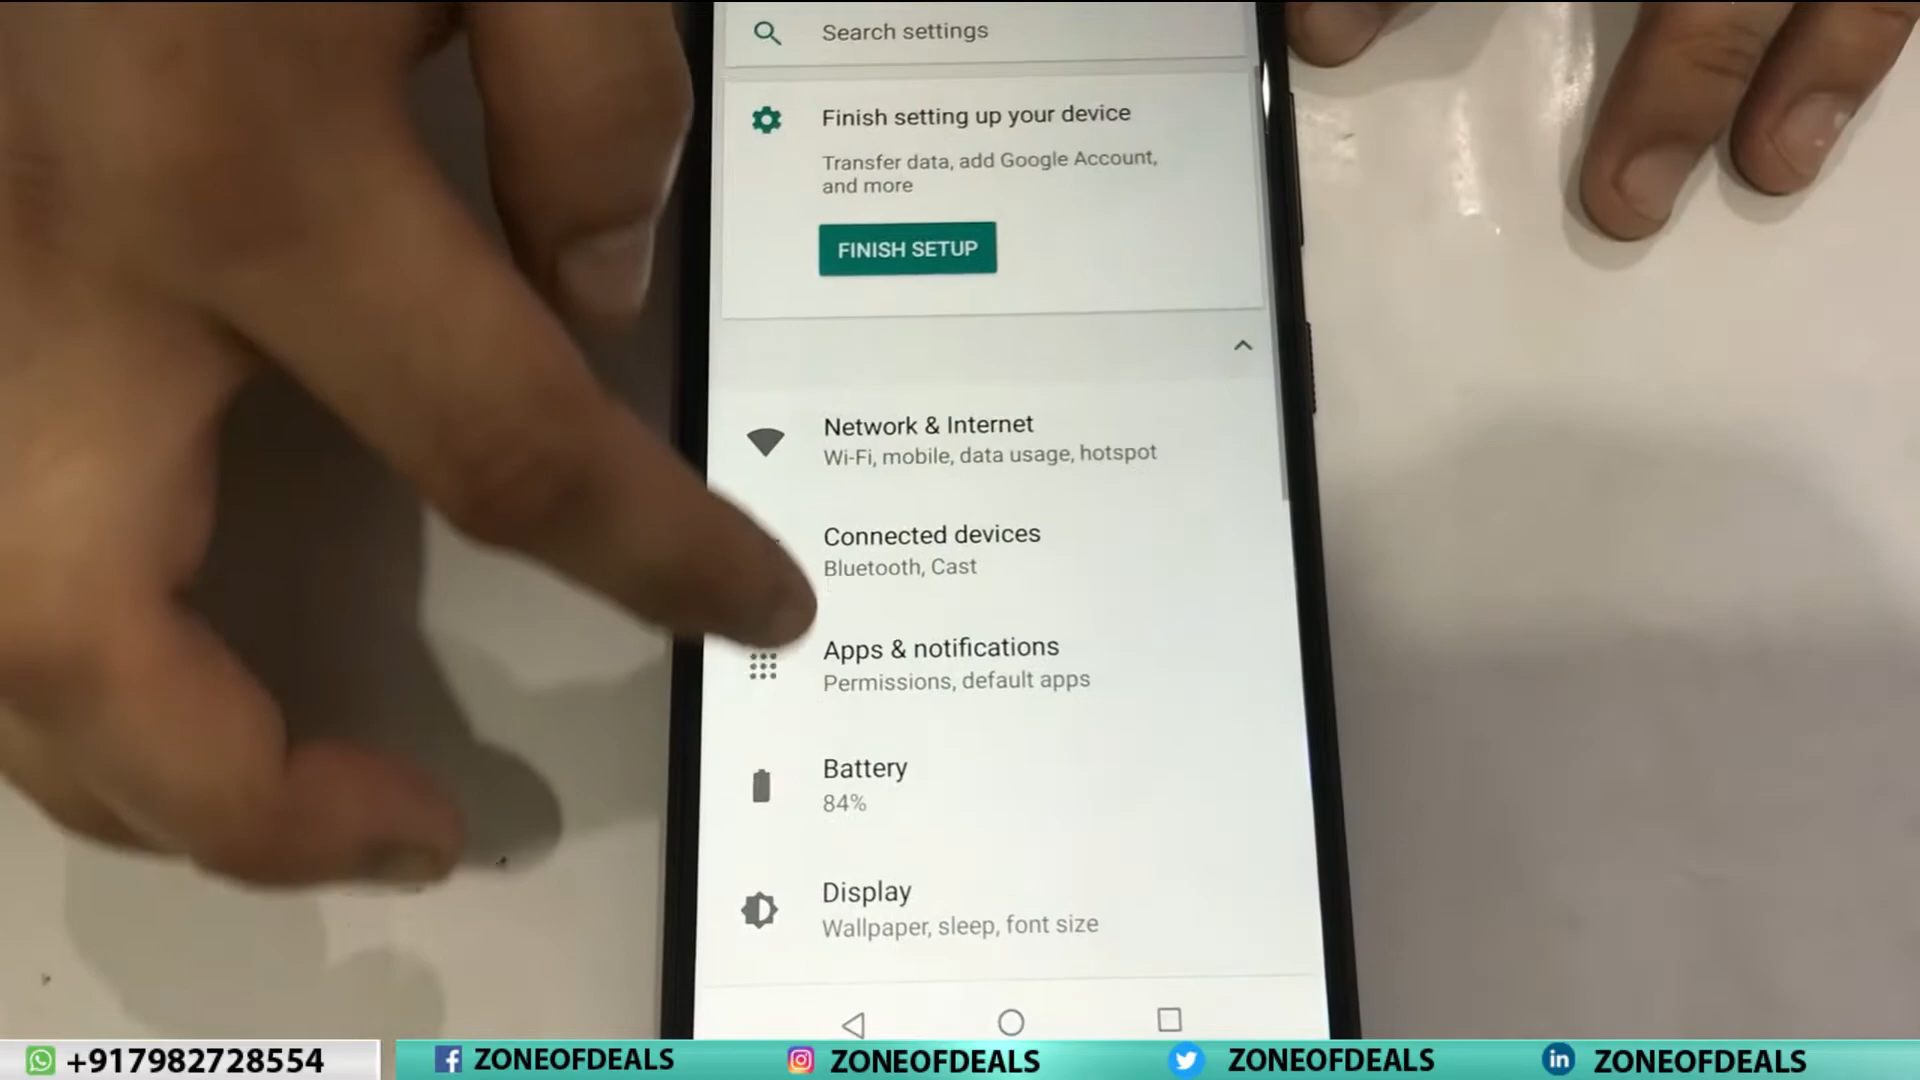 Search settings
Finish setting up your device
Transfer data, add Google Account,
and more
FINISH SETUP
Network & Internet
Wi-Fi, mobile, data usage, hotspot
Connected devices
Bluetooth, Cast
Apps & notifications
Permissions, default apps
Battery
84%
Display
Wallpaper, sleep, font size
+917982728554 ZONEOFDEALS ZONEOFDEALS ZONEOFDEALS ZONEOFDEALS